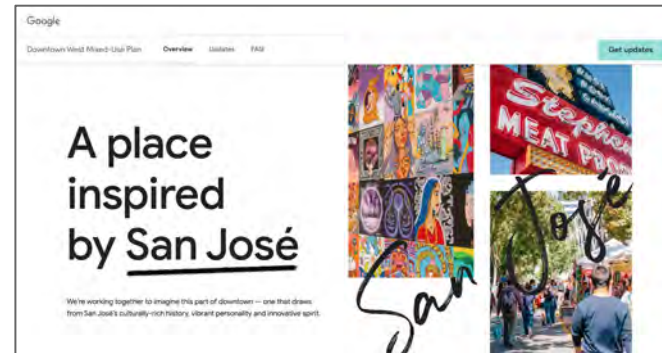 Google
Downtown West Mixed-Use Plan Overview Updates FAQ Get updates
A place
inspired
by San José
We're working together to imagine this part of downtown — one that draws
from San José's culturally-rich history, vibrant personality and innovative spirit.
Stephen
MEAT PROD
San José